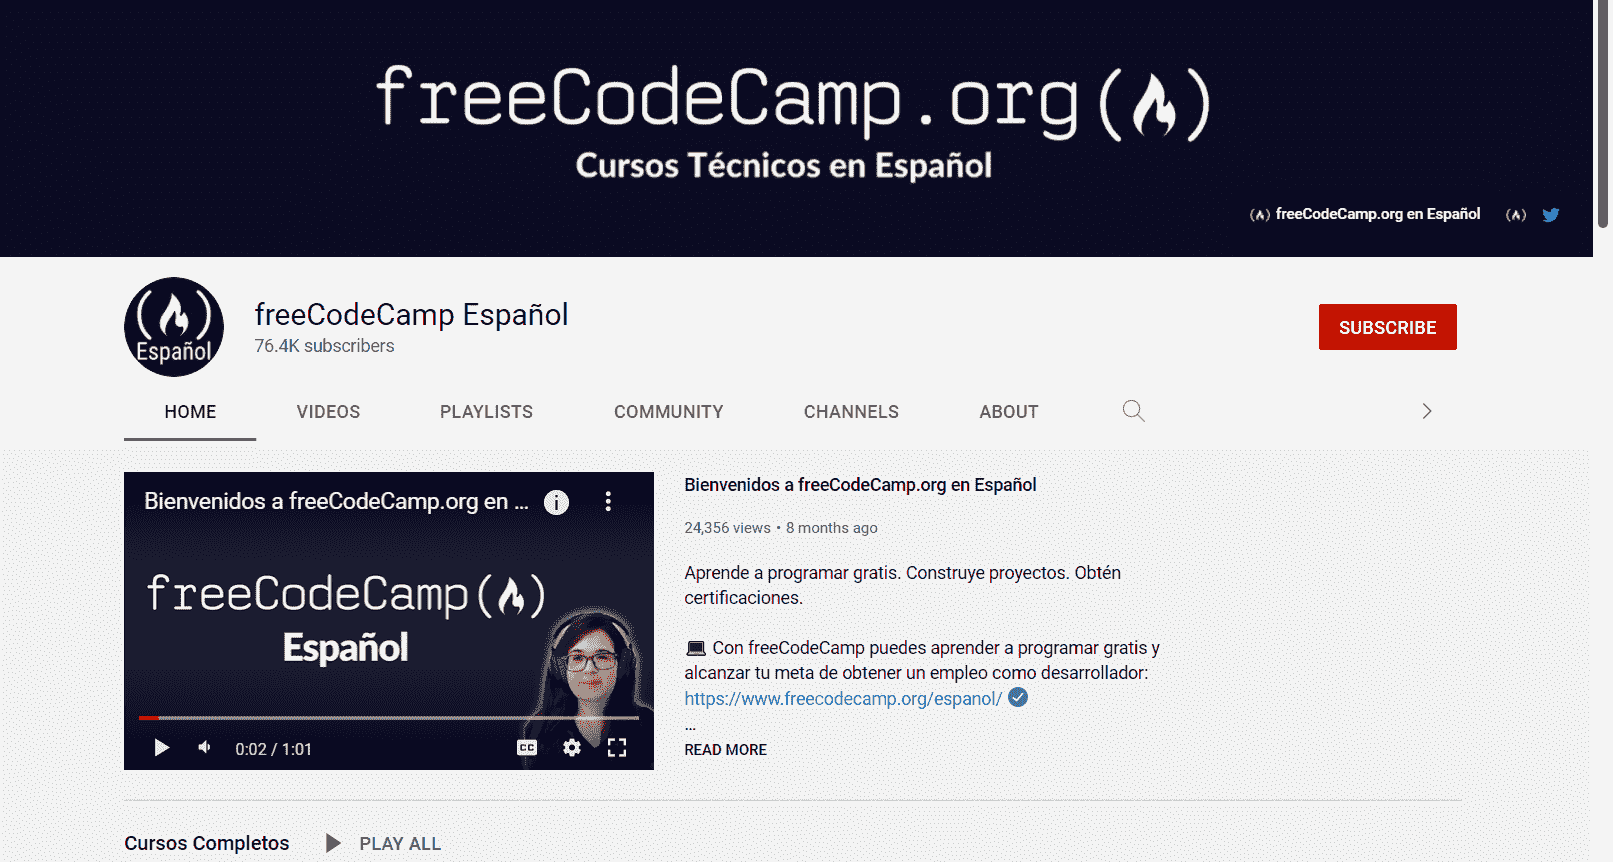 freeCodeCamp.org
Cursos Técnicos en Español
freeCodeCamp.org en Español
Español
freeCodeCamp Español
76.4K subscribers
SUBSCRIBE
HOME VIDEOS PLAYLISTS COMMUNITY CHANNELS ABOUT
Bienvenidos a freeCodeCamp.org en ...
freeCodeCamp
Español
0:02 / 1:01
CC
Bienvenidos a freeCodeCamp.org en Español
24,356 views • 8 months ago
Aprende a programar gratis. Construye proyectos. Obtén
certificaciones.
Con freeCodeCamp puedes aprender a programar gratis y
alcanzar tu meta de obtener un empleo como desarrollador:
https://www.freecodecamp.org/espanol/
...
READ MORE
Cursos Completos PLAY ALL